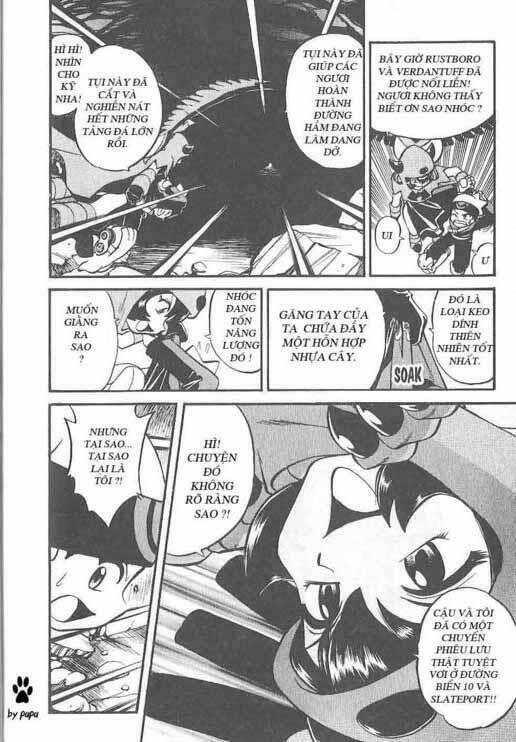 BÂY GIỜ RUSTBORO
VÀ VERDANTUFF ĐÃ
ĐƯỢC NỐI LIỀN!
NGƯƠI KHÔNG THẤY
BIẾT ƠN SAO NHÓC ?
UI
Ư
TỤI NÀY ĐÃ
GIÚP CÁC
NGƯƠI HOÀN
THÀNH
ĐƯỜNG
HẦM ĐANG
LÀM DANG
DỞ.
TỤI NÀY ĐÃ
CẮT VÀ
NGHIỀN NÁT
HẾT NHỮNG
TẢNG ĐÁ LỚN
RỒI.
HÌ HÌ!
NHÌN
CHO
KỸ
NHA!
ĐÓ LÀ
LOẠI KEO
DÍNH
THIÊN
NHIÊN TỐT
NHẤT.
SOAK
GĂNG TAY CỦA
TA CHỨA ĐẦY
MỘT HỖN HỢP
NHỰA CÂY.
NHÓC
ĐANG
TỐN
NĂNG
LƯỢNG
ĐÓ !
MUỐN
GIẰNG
RA
SAO
?
HÌ!
CHUYỆN
ĐÓ
KHÔNG
RÕ RÀNG
SAO ?!
NHƯNG
TẠI SAO...
TẠI SAO
LẠI LÀ
TÔI ?!
CẬU VÀ TÔI
ĐÃ CÓ MỘT
CHUYẾN
PHIÊU LƯU
THẬT TUYỆT
VỜI Ở ĐƯỜNG
BIỂN 10 VÀ
SLATEPORT!!
by pupu